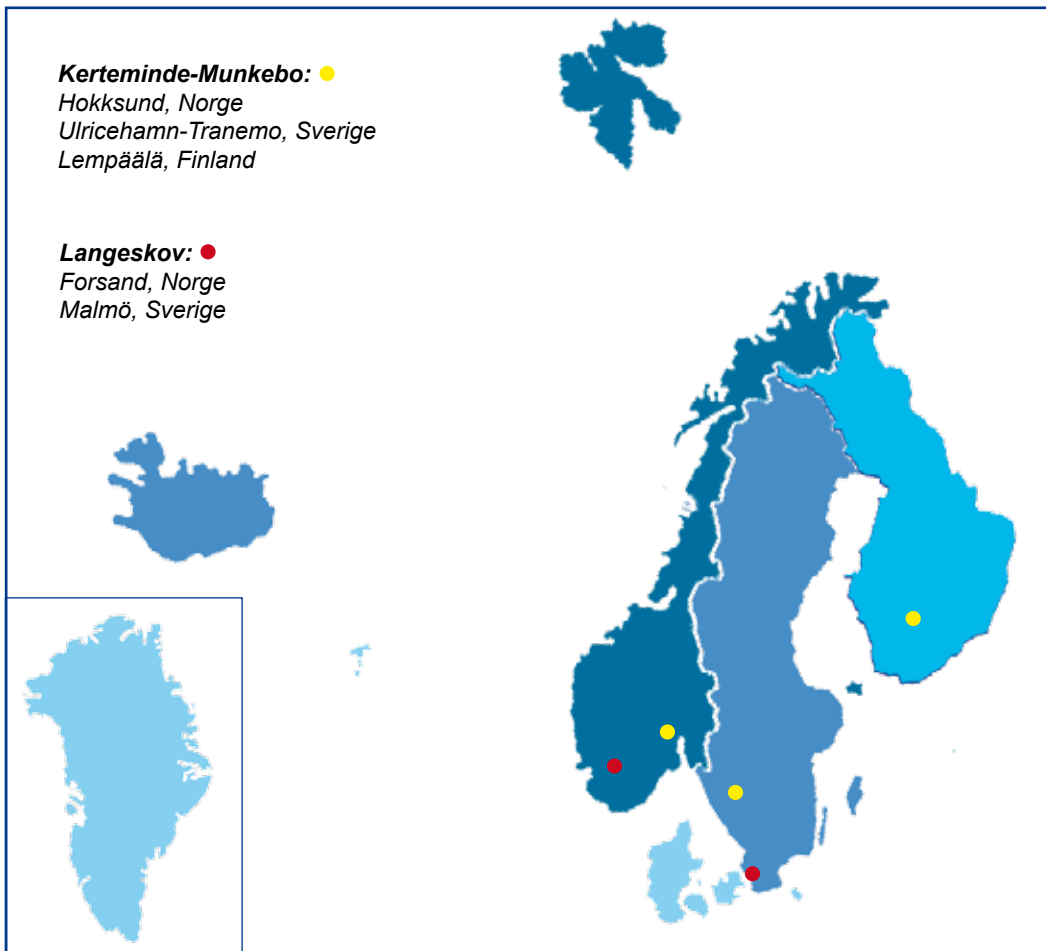 Kerteminde-Munkebo:
Hokksund, Norge
Ulricehamn-Tranemo, Sverige
Lempäälä, Finland
Langeskov:
Forsand, Norge
Malmö, Sverige